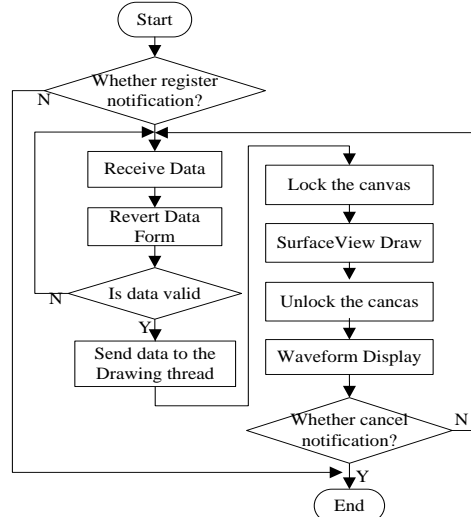 Start
Whether register
notification?
N
Receive Data
Revert Data
Form
Is data valid
N
Y
Send data to the
Drawing thread
Lock the canvas
SurfaceView Draw
Unlock the cancas
Waveform Display
Whether cancel
notification?
N
Y
End